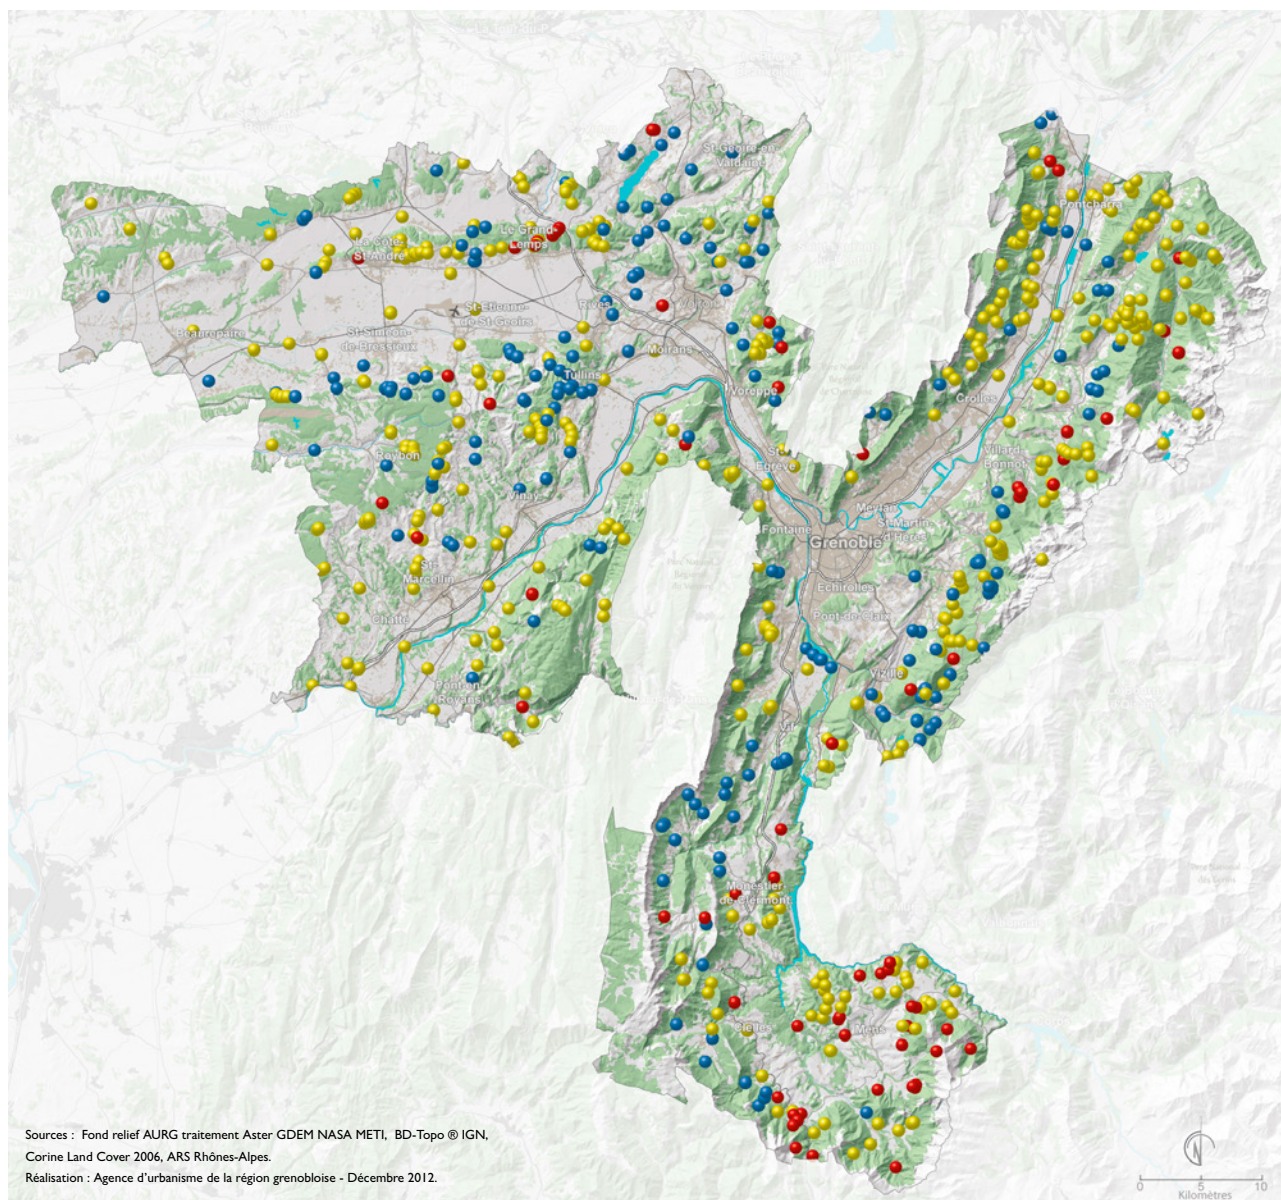 St-Geoire-en-
Valdaine
Pontcharra
Le Grand-
Lemps
La Côte-
St-André
St-Etienne-
de-St-Geoirs
Rives
Voiron
Beaurepaire
St-Siméon-
de-Bressieux
Moirans
Tullins
Voreppe
Crolles
Roybon
St-
Egrève
Villard-
Bonnot
Vinay
Meylan
Fontaine
St-Martin-
d'Hères
Grenoble
St-
Marcellin
Echirolles
Chatte
Pont-de-Claix
Vizille
Pont-en-
Royans
Vif
Monestier-
de-Clermont
Clelles
Mens
Sources : Fond relief AURG traitement Aster GDEM NASA METI, BD-Topo ® IGN,
Corine Land Cover 2006, ARS Rhônes-Alpes.
Réalisation : Agence d'urbanisme de la région grenobloise - Décembre 2012.
0 5 10
Kilomètres